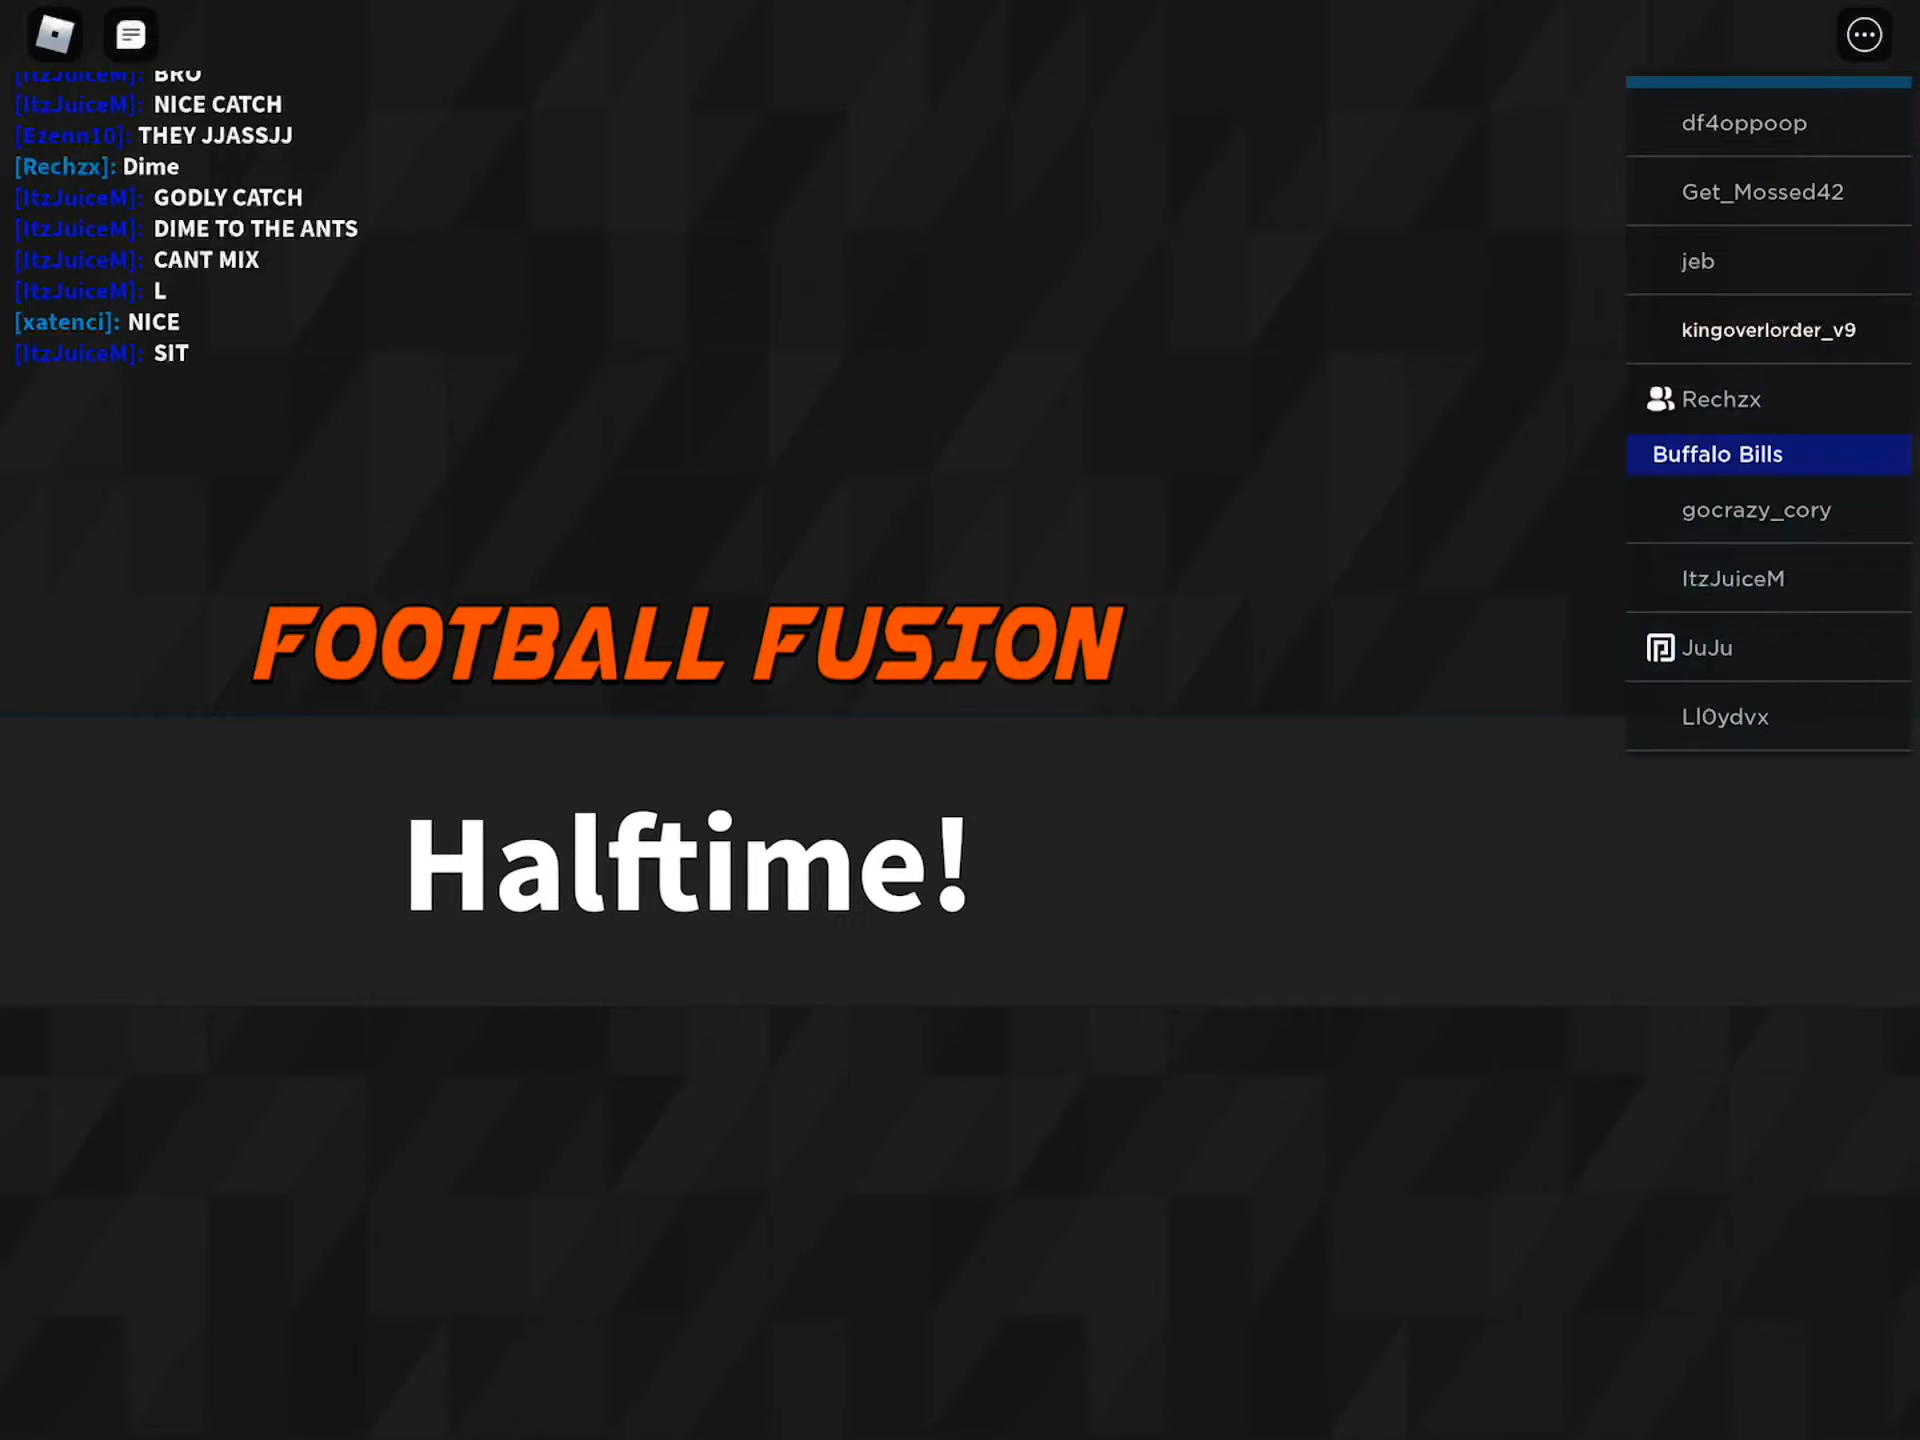 [ItzJuiceM]: BRO
[ItzJuiceM]: NICE CATCH
[Ezenn10]: THEY JJASSJJ
[Rechzx]: Dime
[ItzJuiceM]: GODLY CATCH
[ItzJuiceM]: DIME TO THE ANTS
[ItzJuiceM]: CANT MIX
[ItzJuiceM]: L
[xatenci]: NICE
[ItzJuiceM]: SIT
df4oppoop
Get_Mossed42
jeb
kingoverlorder_v9
Rechzx
Buffalo Bills
gocrazy_cory
ItzJuiceM
JuJu
Ll0ydvx
FOOTBALL FUSION
Halftime!